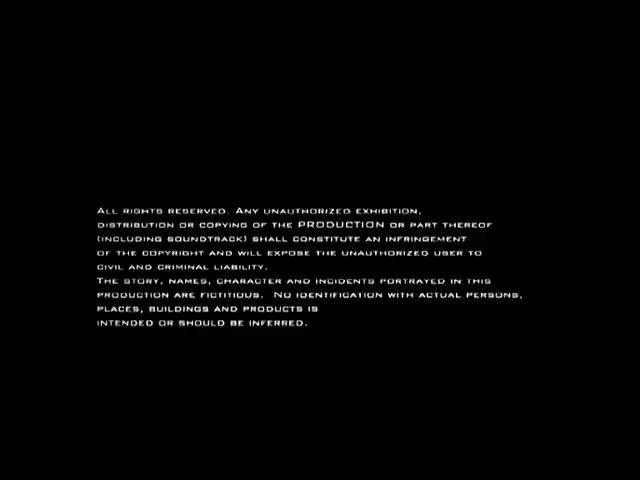 All rights reserved. Any unauthorized exhibition,
distribution or copying of the PRODUCTION or part thereof
(including soundtrack) shall constitute an infringement
of the copyright and will expose the unauthorized user to
civil and criminal liability.
The story, names, character and incidents portrayed in this
production are fictitious. No identification with actual persons,
places, buildings and products is
intended or should be inferred.